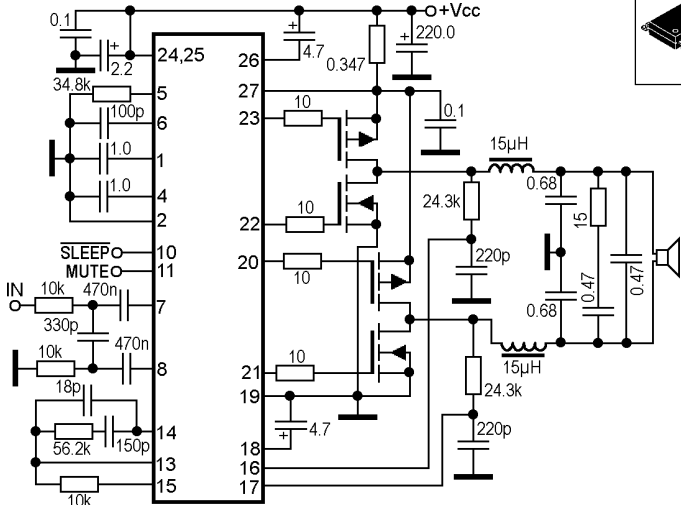 +Vcc
0.1
+
2.2
24,25
26
+
4.7
0.347
+
220.0
34.8k
5
27
100p
6
23
10
0.1
1.0
1
15µH
1.0
4
10
24.3k
0.68
15
2
22
SLEEP
10
20
220p
MUTE
11
10
IN
10k
470n
7
0.47
0.47
330p
0.68
10k
470n
8
10
21
15µH
18p
19
24.3k
56.2k
150p
14
+
4.7
220p
18
13
16
10k
15
17